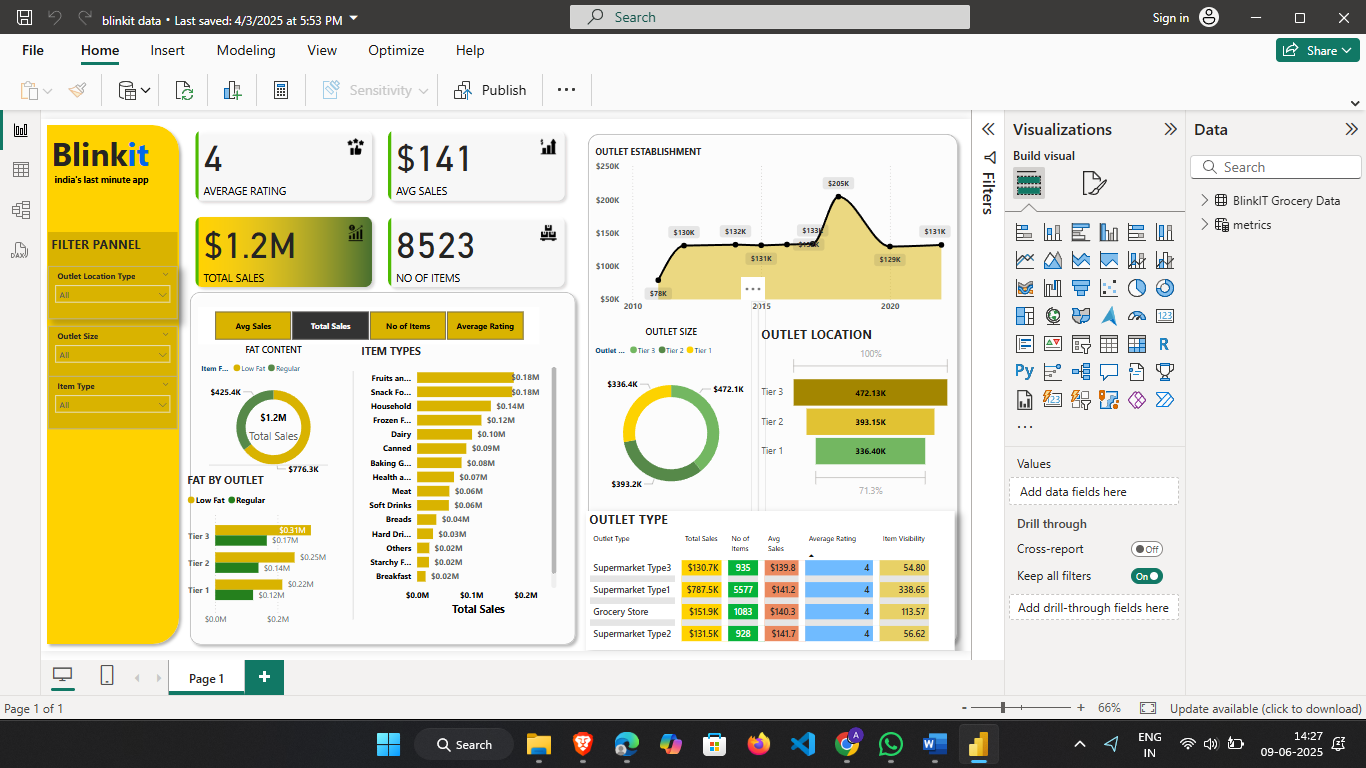 blinkit data • Last saved: 4/3/2025 at 5:53 PM
Search
Sign in
File Home Insert Modeling View Optimize Help
Share
Sensitivity
Publish
Blinkit
india's last minute app
FILTER PANNEL
Outlet Location Type
All
Outlet Size
All
Item Type
All
4
AVERAGE RATING
$141
AVG SALES
$1.2M
TOTAL SALES
8523
NO OF ITEMS
Avg Sales Total Sales No of Items Average Rating
FAT CONTENT
Item F... Low Fat Regular
$425.4K
$1.2M
Total Sales
$776.3K
FAT BY OUTLET
Low Fat Regular
Tier 3 $0.31M
$0.17M
Tier 2 $0.25M
$0.14M
Tier 1 $0.22M
$0.12M
$0.0M $0.2M
ITEM TYPES
Fruits an... $0.18M
Snack Fo... $0.18M
Household $0.14M
Frozen F... $0.12M
Dairy $0.10M
Canned $0.09M
Baking G... $0.08M
Health a... $0.07M
Meat $0.06M
Soft Drinks $0.06M
Breads $0.04M
Hard Dri... $0.03M
Others $0.02M
Starchy F... $0.02M
Breakfast $0.02M
$0.0M $0.1M $0.2M
Total Sales
OUTLET ESTABLISHMENT
$250K
$200K
$150K
$100K
$50K
$78K
$130K
$132K
$131K
$133K
$205K
$129K
$131K
2010 2015 2020
OUTLET SIZE
Outlet ... Tier 3 Tier 2 Tier 1
$336.4K
$472.1K
$393.2K
OUTLET LOCATION
100%
Tier 3 472.13K
Tier 2 393.15K
Tier 1 336.40K
71.3%
OUTLET TYPE
Outlet Type Total Sales No of Items Avg Sales Average Rating Item Visibility
Supermarket Type3 $130.7K 935 $139.8 4 54.80
Supermarket Type1 $787.5K 5577 $141.2 4 338.65
Grocery Store $151.9K 1083 $140.3 4 113.57
Supermarket Type2 $131.5K 928 $141.7 4 56.62
Filters
Visualizations
Build visual
Values
Add data fields here
Drill through
Cross-report Off
Keep all filters On
Add drill-through fields here
Data
Search
BlinkIT Grocery Data
metrics
Page 1
Page 1 of 1
66%
Update available (click to download)
Search
ENG
IN
14:27
09-06-2025